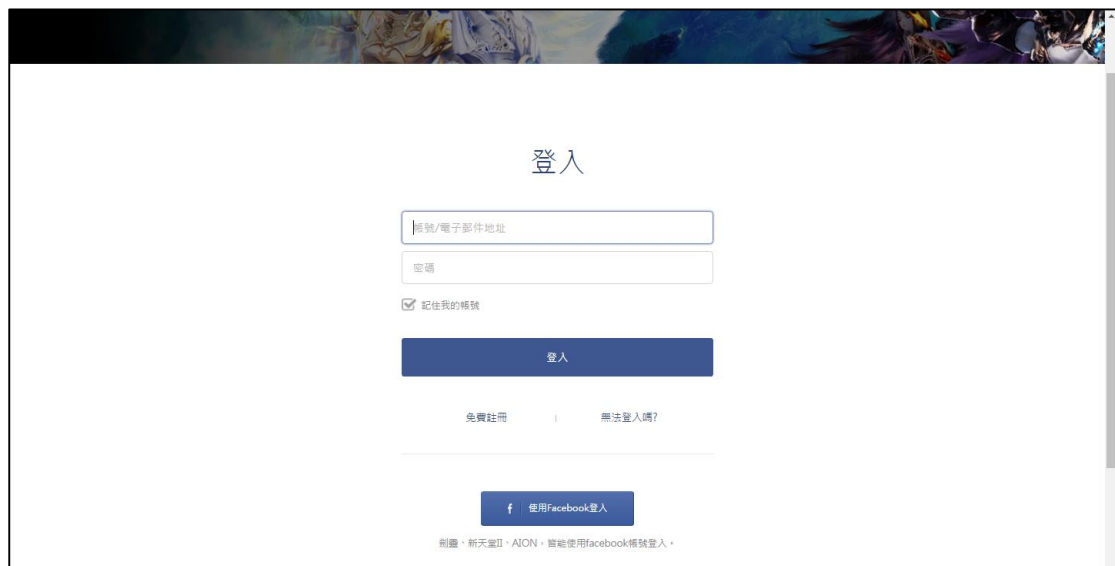 登入
帳號/電子郵件地址
密碼
記住我的帳號
登入
免費註冊 | 無法登入嗎?
f | 使用Facebook登入
劍靈、新天堂II、AION，皆能使用facebook帳號登入。